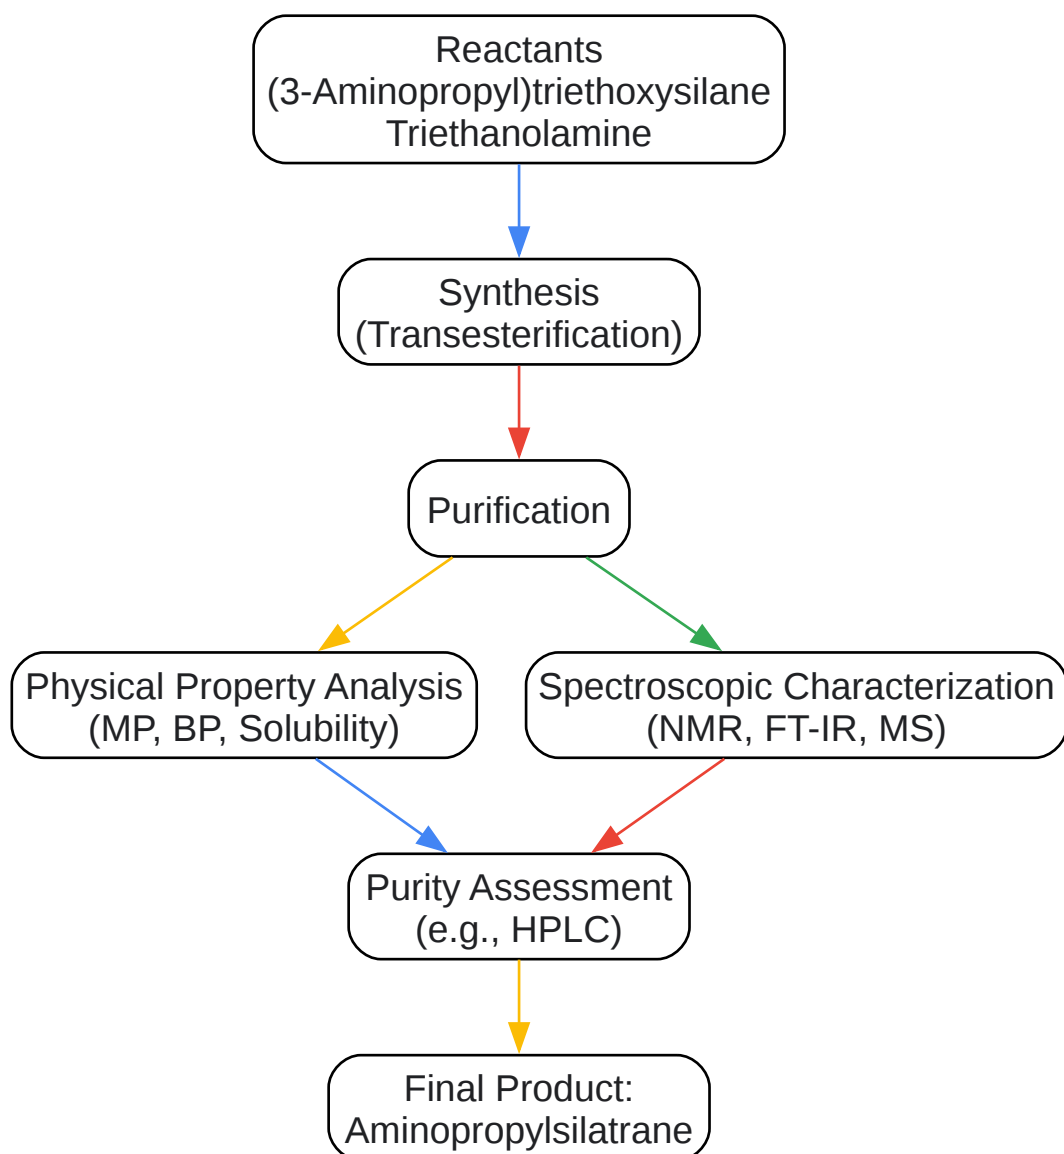 Reactants
(3-Aminopropyl)triethoxysilane
Triethanolamine
Synthesis
(Transesterification)
Purification
Physical Property Analysis
(MP, BP, Solubility)
Spectroscopic Characterization
(NMR, FT-IR, MS)
Purity Assessment
(e.g., HPLC)
Final Product:
Aminopropylsilatrane